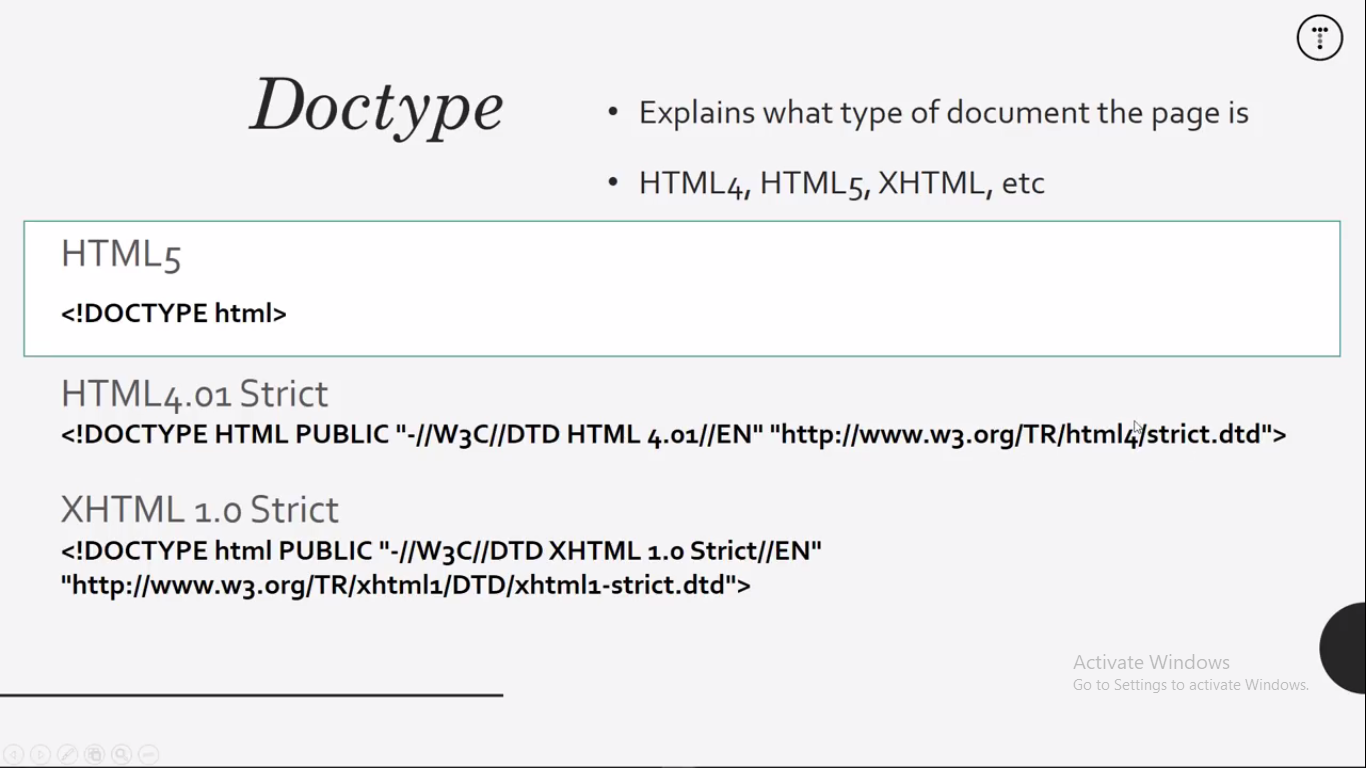 Doctype
• Explains what type of document the page is
• HTML4, HTML5, XHTML, etc
HTML5
<!DOCTYPE html>
HTML4.01 Strict
<!DOCTYPE HTML PUBLIC "-//W3C//DTD HTML 4.01//EN" "http://www.w3.org/TR/html4/strict.dtd">
XHTML 1.0 Strict
<!DOCTYPE html PUBLIC "-//W3C//DTD XHTML 1.0 Strict//EN"
"http://www.w3.org/TR/xhtml1/DTD/xhtml1-strict.dtd">
Activate Windows
Go to Settings to activate Windows.